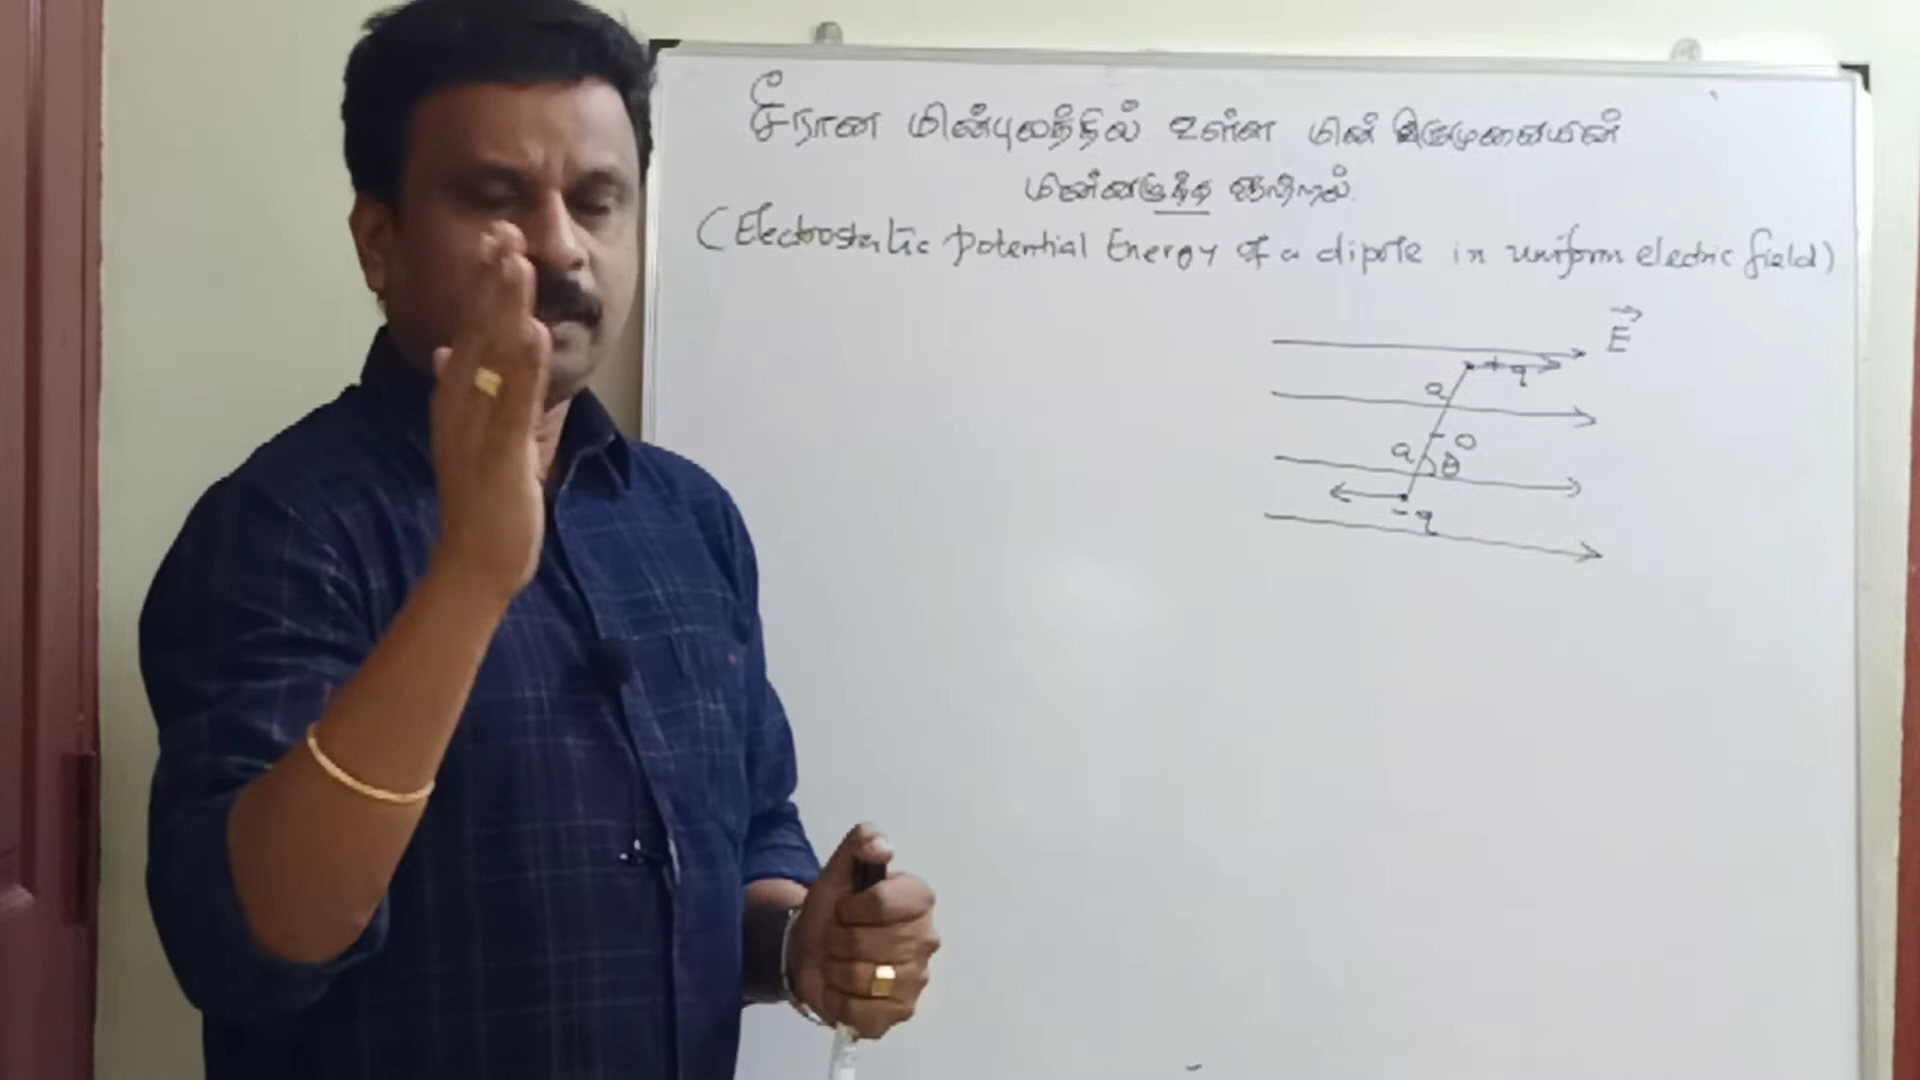 சீரான மின்புலத்தில் உள்ள மின் இருமுனையின்
மின்னழுத்த ஆற்றல்.
(Electrostatic Potential Energy of a dipole in uniform electric field)
E
+q
a
O
a θ
-q